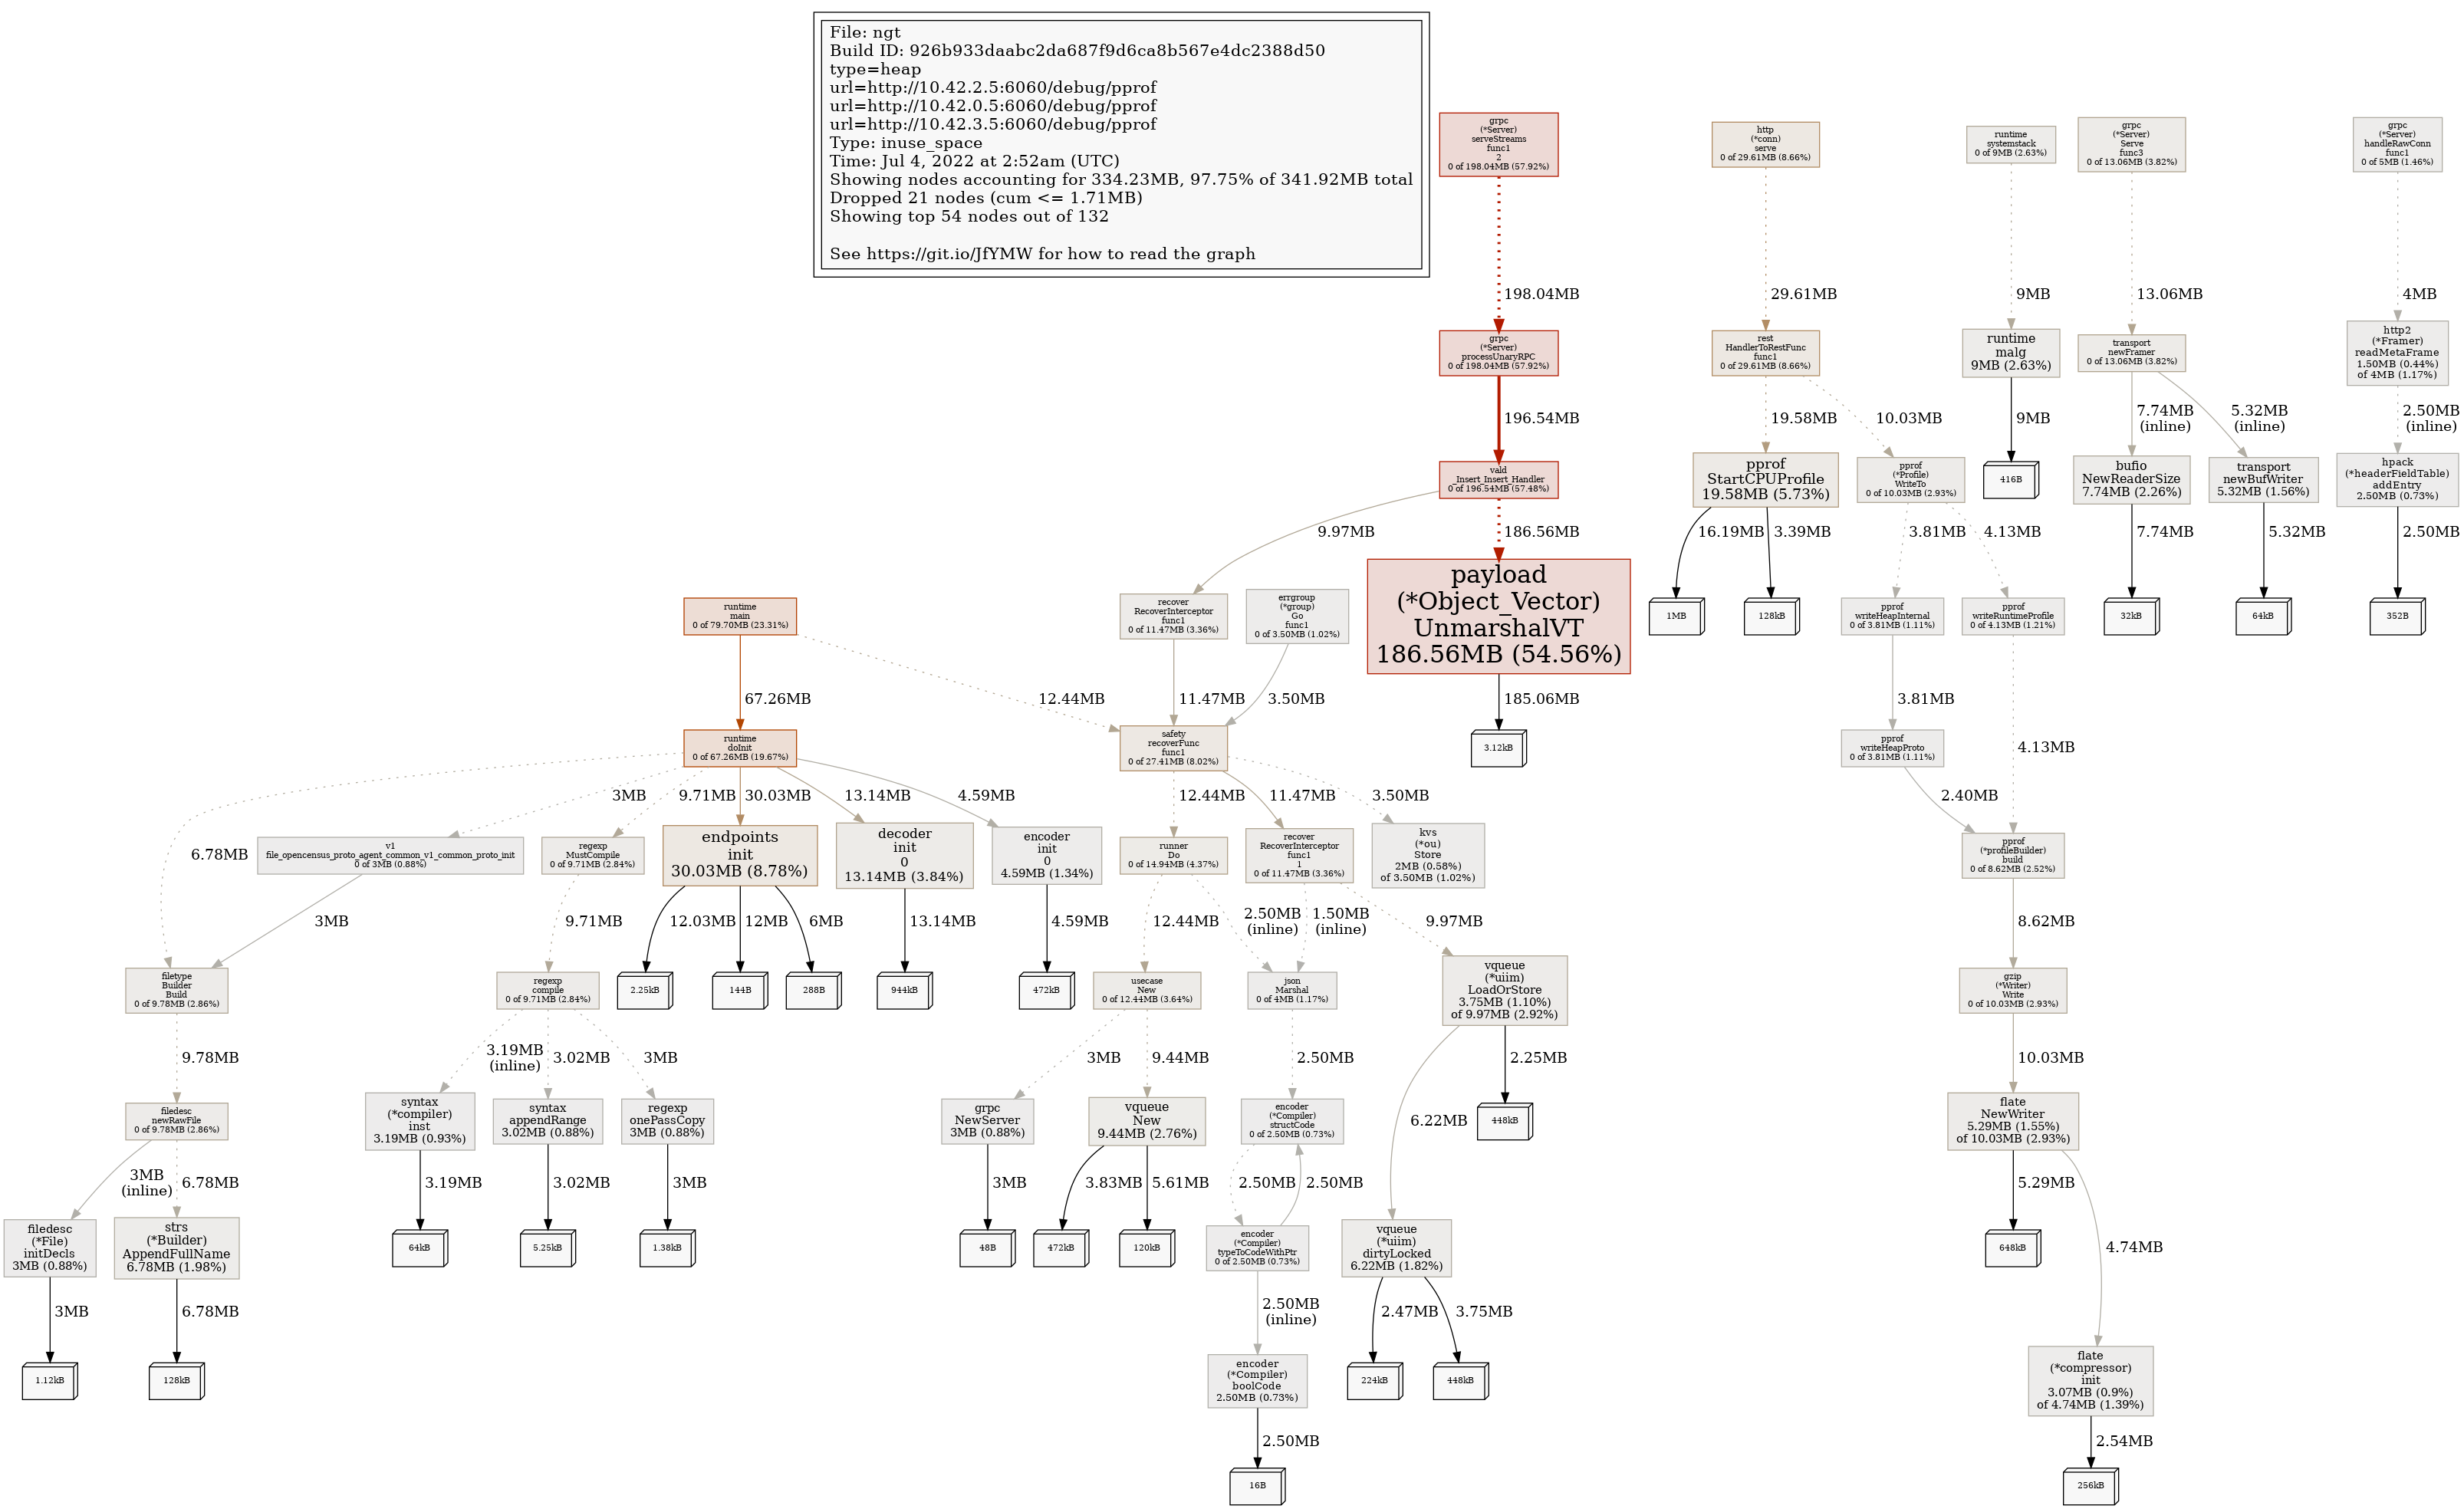 File: ngt
Build ID: 926b933daabc2da687f9d6ca8b567e4dc2388d50
type=heap
url=http://10.42.2.5:6060/debug/pprof
url=http://10.42.0.5:6060/debug/pprof
url=http://10.42.3.5:6060/debug/pprof
Type: inuse_space
Time: Jul 4, 2022 at 2:52am (UTC)
Showing nodes accounting for 334.23MB, 97.75% of 341.92MB total
Dropped 21 nodes (cum <= 1.71MB)
Showing top 54 nodes out of 132
See https://git.io/JfYMW for how to read the graph
grpc
(*Server)
serveStreams
func1
2
0 of 198.04MB (57.92%)
http
(*conn)
serve
0 of 29.61MB (8.66%)
runtime
systemstack
0 of 9MB (2.63%)
grpc
(*Server)
Serve
func3
0 of 13.06MB (3.82%)
grpc
(*Server)
handleRawConn
func1
0 of 5MB (1.46%)
198.04MB
29.61MB
9MB
13.06MB
4MB
grpc
(*Server)
processUnaryRPC
0 of 198.04MB (57.92%)
rest
HandlerToRestFunc
func1
0 of 29.61MB (8.66%)
runtime
malg
9MB (2.63%)
transport
newFramer
0 of 13.06MB (3.82%)
http2
(*Framer)
readMetaFrame
1.50MB (0.44%)
of 4MB (1.17%)
196.54MB
19.58MB
10.03MB
9MB
7.74MB
(inline)
5.32MB
(inline)
2.50MB
(inline)
vald
_Insert_Insert_Handler
0 of 196.54MB (57.48%)
pprof
StartCPUProfile
19.58MB (5.73%)
pprof
(*Profile)
WriteTo
0 of 10.03MB (2.93%)
416B
bufio
NewReaderSize
7.74MB (2.26%)
transport
newBufWriter
5.32MB (1.56%)
hpack
(*headerFieldTable)
addEntry
2.50MB (0.73%)
9.97MB
186.56MB
16.19MB
3.39MB
3.81MB
4.13MB
7.74MB
5.32MB
2.50MB
runtime
main
0 of 79.70MB (23.31%)
recover
RecoverInterceptor
func1
0 of 11.47MB (3.36%)
errgroup
(*group)
Go
func1
0 of 3.50MB (1.02%)
payload
(*Object_Vector)
UnmarshalVT
186.56MB (54.56%)
1MB
128kB
pprof
writeHeapInternal
0 of 3.81MB (1.11%)
pprof
writeRuntimeProfile
0 of 4.13MB (1.21%)
32kB
64kB
352B
67.26MB
12.44MB
11.47MB
3.50MB
185.06MB
3.81MB
4.13MB
runtime
doInit
0 of 67.26MB (19.67%)
safety
recoverFunc
func1
0 of 27.41MB (8.02%)
3.12kB
pprof
writeHeapProto
0 of 3.81MB (1.11%)
6.78MB
3MB
9.71MB
30.03MB
13.14MB
4.59MB
12.44MB
11.47MB
3.50MB
2.40MB
v1
file_opencensus_proto_agent_common_v1_common_proto_init
0 of 3MB (0.88%)
regexp
MustCompile
0 of 9.71MB (2.84%)
endpoints
init
30.03MB (8.78%)
decoder
init
0
13.14MB (3.84%)
encoder
init
0
4.59MB (1.34%)
runner
Do
0 of 14.94MB (4.37%)
recover
RecoverInterceptor
func1
1
0 of 11.47MB (3.36%)
kvs
(*ou)
Store
2MB (0.58%)
of 3.50MB (1.02%)
pprof
(*profileBuilder)
build
0 of 8.62MB (2.52%)
3MB
9.71MB
12.03MB
12MB
6MB
13.14MB
4.59MB
12.44MB
2.50MB
(inline)
1.50MB
(inline)
9.97MB
8.62MB
filetype
Builder
Build
0 of 9.78MB (2.86%)
regexp
compile
0 of 9.71MB (2.84%)
2.25kB
144B
288B
944kB
472kB
usecase
New
0 of 12.44MB (3.64%)
json
Marshal
0 of 4MB (1.17%)
vqueue
(*uiim)
LoadOrStore
3.75MB (1.10%)
of 9.97MB (2.92%)
gzip
(*Writer)
Write
0 of 10.03MB (2.93%)
9.78MB
3.19MB
(inline)
3.02MB
3MB
3MB
9.44MB
2.50MB
6.22MB
2.25MB
10.03MB
filedesc
newRawFile
0 of 9.78MB (2.86%)
syntax
(*compiler)
inst
3.19MB (0.93%)
syntax
appendRange
3.02MB (0.88%)
regexp
onePassCopy
3MB (0.88%)
grpc
NewServer
3MB (0.88%)
vqueue
New
9.44MB (2.76%)
encoder
(*Compiler)
structCode
0 of 2.50MB (0.73%)
448kB
flate
NewWriter
5.29MB (1.55%)
of 10.03MB (2.93%)
3MB
(inline)
6.78MB
3.19MB
3.02MB
3MB
3MB
3.83MB
5.61MB
2.50MB
2.50MB
5.29MB
4.74MB
filedesc
(*File)
initDecls
3MB (0.88%)
strs
(*Builder)
AppendFullName
6.78MB (1.98%)
64kB
5.25kB
1.38kB
48B
472kB
120kB
encoder
(*Compiler)
typeToCodeWithPtr
0 of 2.50MB (0.73%)
vqueue
(*uiim)
dirtyLocked
6.22MB (1.82%)
648kB
3MB
6.78MB
2.50MB
(inline)
2.47MB
3.75MB
1.12kB
128kB
encoder
(*Compiler)
boolCode
2.50MB (0.73%)
224kB
448kB
flate
(*compressor)
init
3.07MB (0.9%)
of 4.74MB (1.39%)
2.50MB
2.54MB
16B
256kB